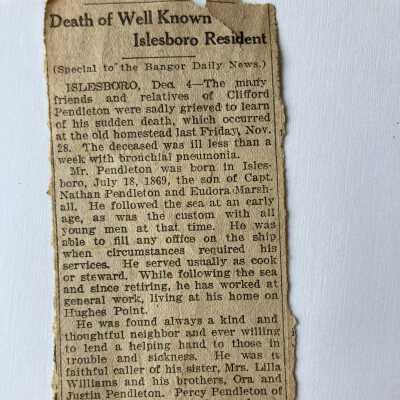 Death of Well Known
Islesboro Resident
(Special to the Bangor Daily News.)
ISLESBORO, Dec. 4—The many
friends and relatives of Clifford
Pendleton were sadly grieved to learn
of his sudden death, which occurred
at the old homestead last Friday, Nov.
28. The deceased was ill less than a
week with bronchial pneumonia.
Mr. Pendleton was born in Isles-
boro, July 18, 1869, the son of Capt.
Nathan Pendleton and Eudora Marsh-
all. He followed the sea at an early
age, as was the custom with all
young men at that time. He was
able to fill any office on the ship
when circumstances required his
services. He served usually as cook
or steward. While following the sea
and since retiring, he has worked at
general work, living at his home on
Hughes Point.
He was found always a kind and
thoughtful neighbor and ever willing
to lend a helping hand to those in
trouble and sickness. He was
faithful caller of his sister, Mrs. Lilla
Williams and his brothers, Ora and
Justin Pendleton. Percy Pendleton of